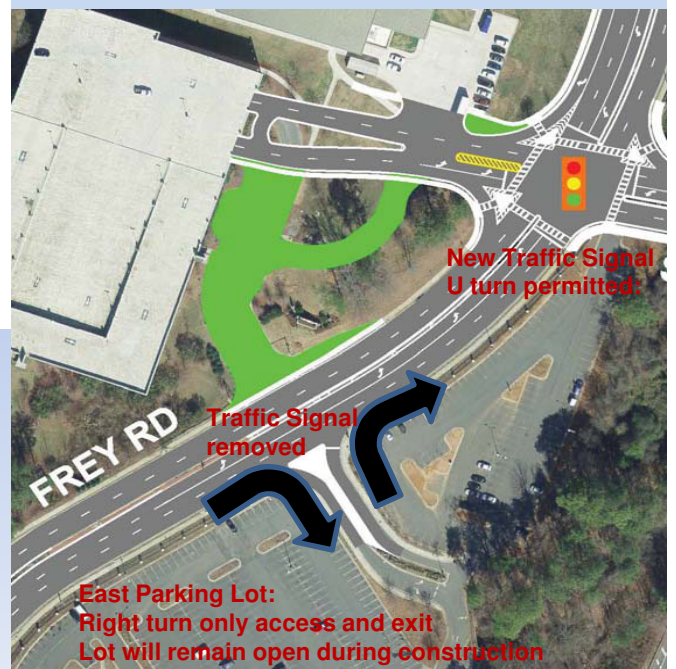 New Traffic Signal
U turn permitted:
FREY RD
Traffic Signal
removed
East Parking Lot:
Right turn only access and exit
Lot will remain open during construction